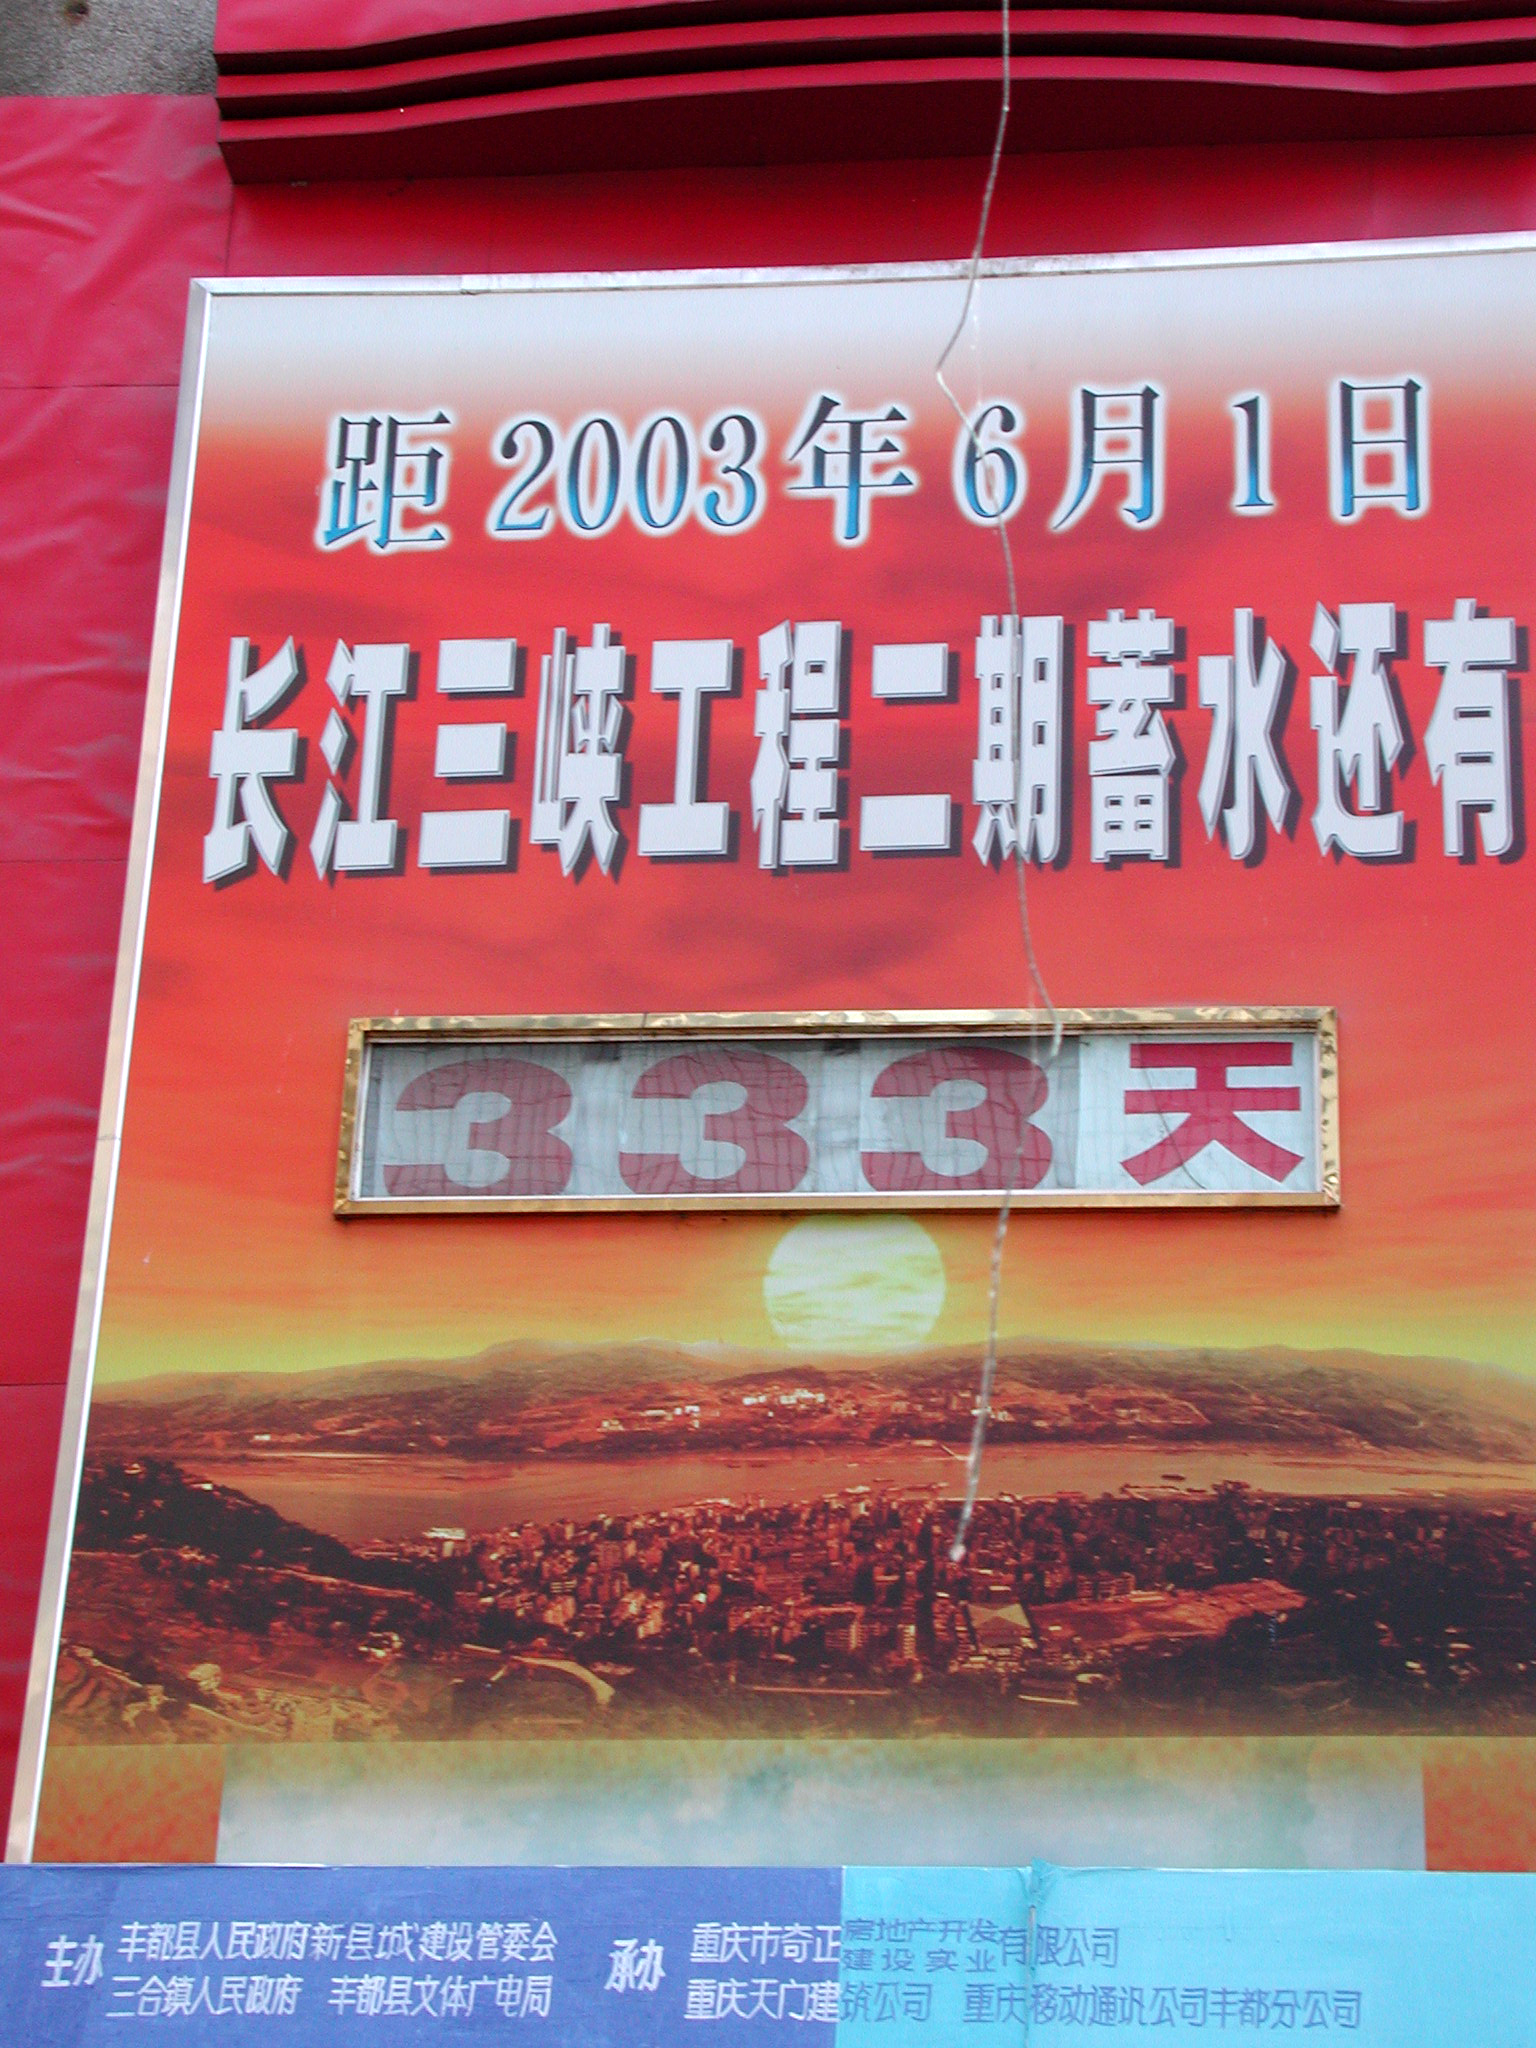 距2003年6月1日
长江三峡工程二期蓄水还有
333天
主办 丰都县人民政府新县城建设管委会
三合镇人民政府 丰都县文体广电局
承办 重庆市奇正房地产开发建投实业有限公司
重庆天门建筑公司 重庆移动通讯公司丰都分公司